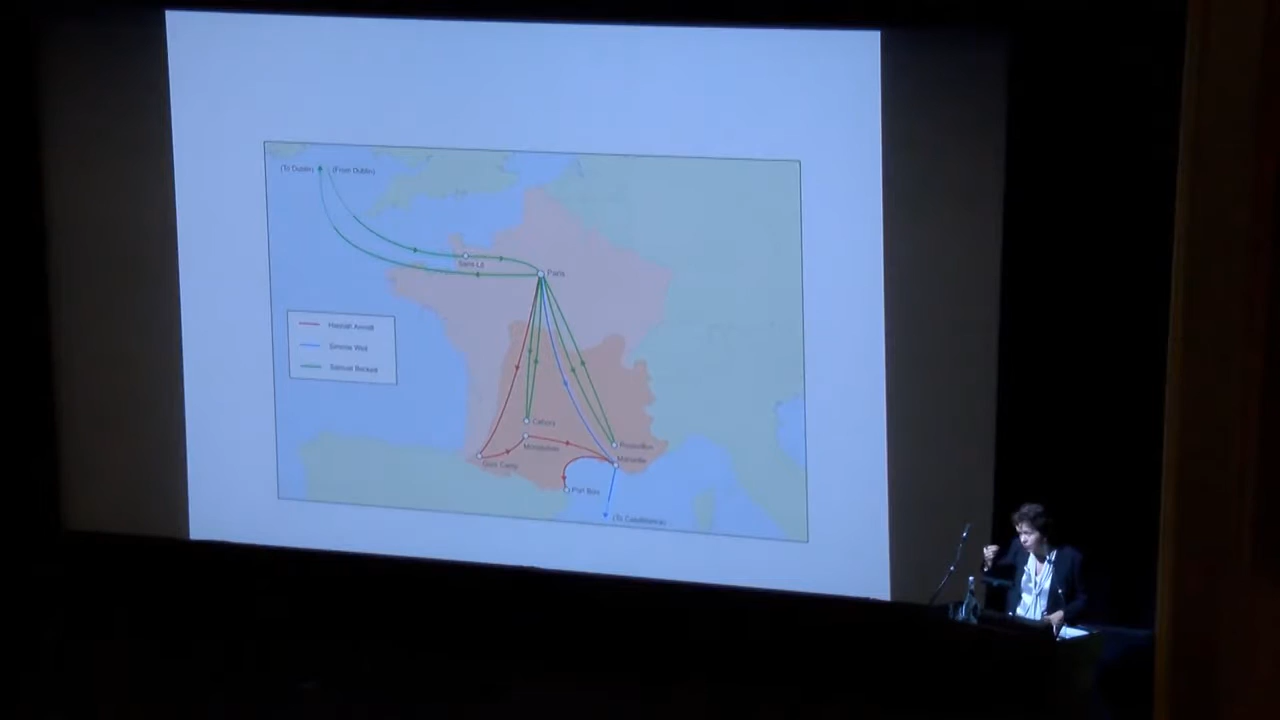 (To Dublin) (From Dublin)
Saint-Lô
Paris
Hannah Arendt
Simone Weil
Samuel Beckett
Cahors
Montauban
Roussillon
Gurs Camp
Marseille
Port Bou
(To Casablanca)